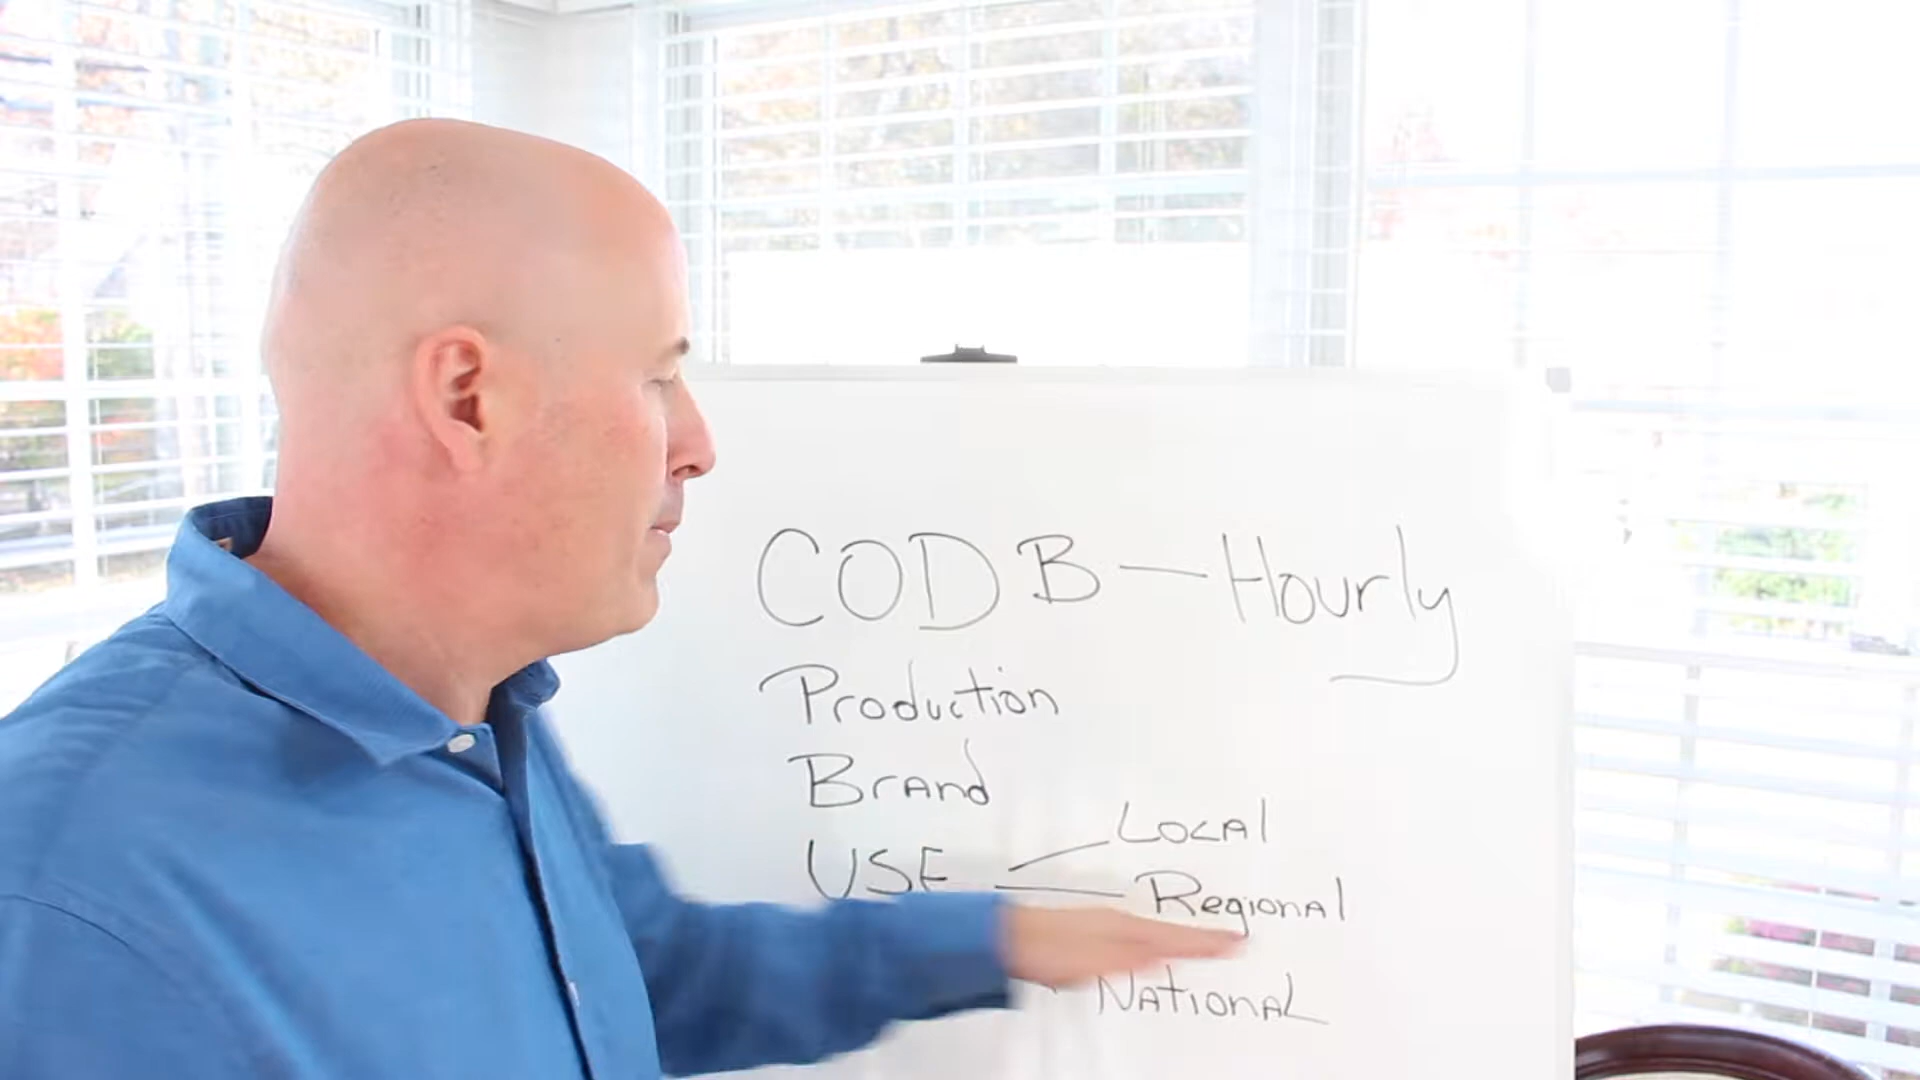 CODB — Hourly
Production
Brand
USE
Local
Regional
National